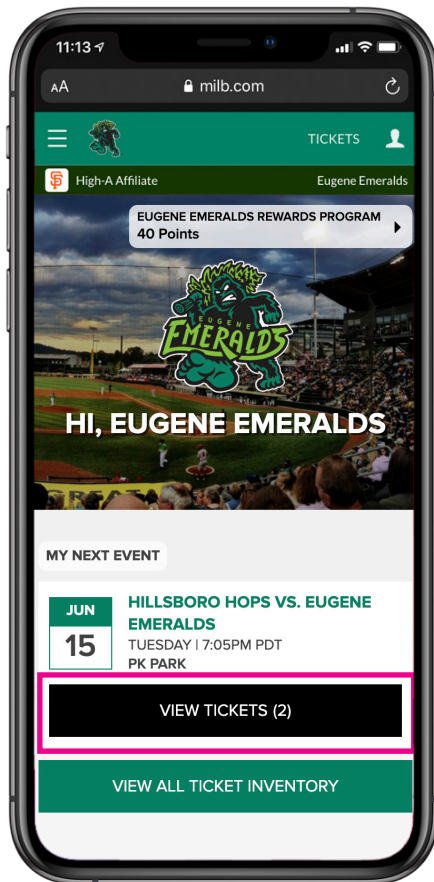 11:13
AA milb.com
TICKETS
SF High-A Affiliate Eugene Emeralds
EUGENE EMERALDS REWARDS PROGRAM
40 Points
EUGENE
EMERALDS
HI, EUGENE EMERALDS
MY NEXT EVENT
JUN
15
HILLSBORO HOPS VS. EUGENE
EMERALDS
TUESDAY | 7:05PM PDT
PK PARK
VIEW TICKETS (2)
VIEW ALL TICKET INVENTORY